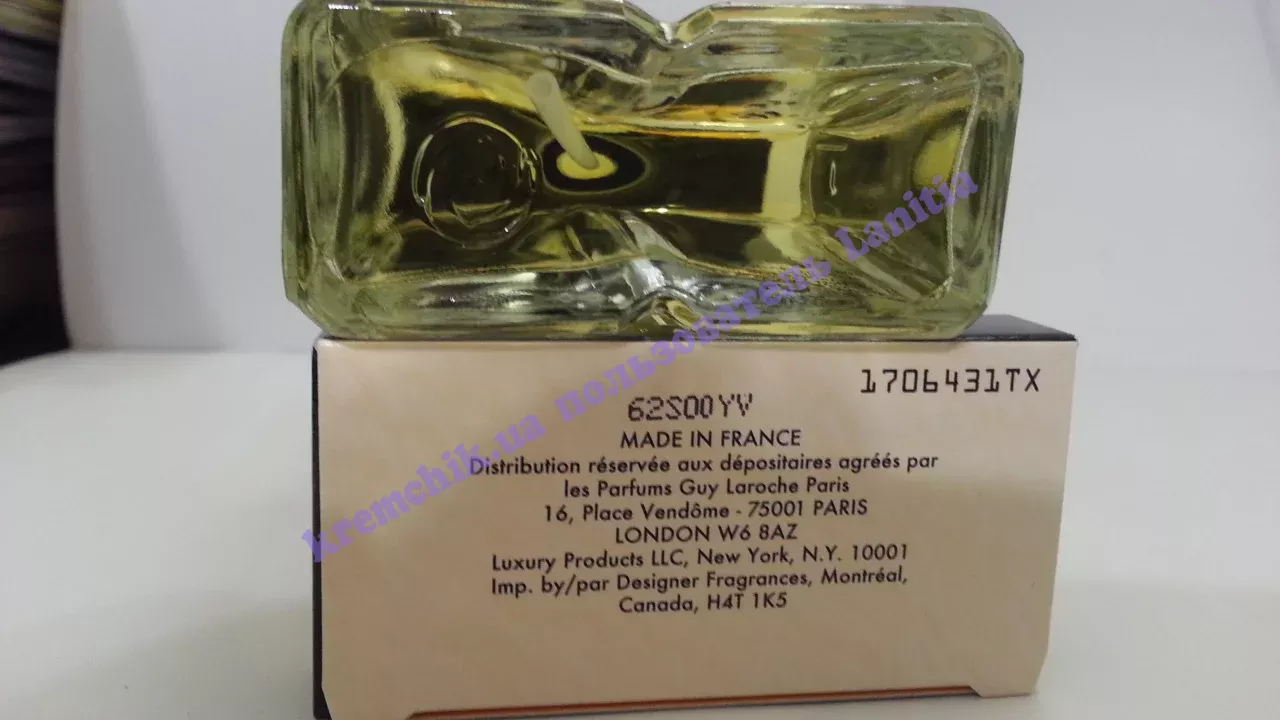 1706431TX
62S00YV
MADE IN FRANCE
Distribution réservée aux dépositaires agréés par
les Parfums Guy Laroche Paris
16, Place Vendôme - 75001 PARIS
LONDON W6 8AZ
Luxury Products LLC, New York, N.Y. 10001
Imp. by/par Designer Fragrances, Montréal,
Canada, H4T 1K5
kremchik.ua пользователь Lanitia